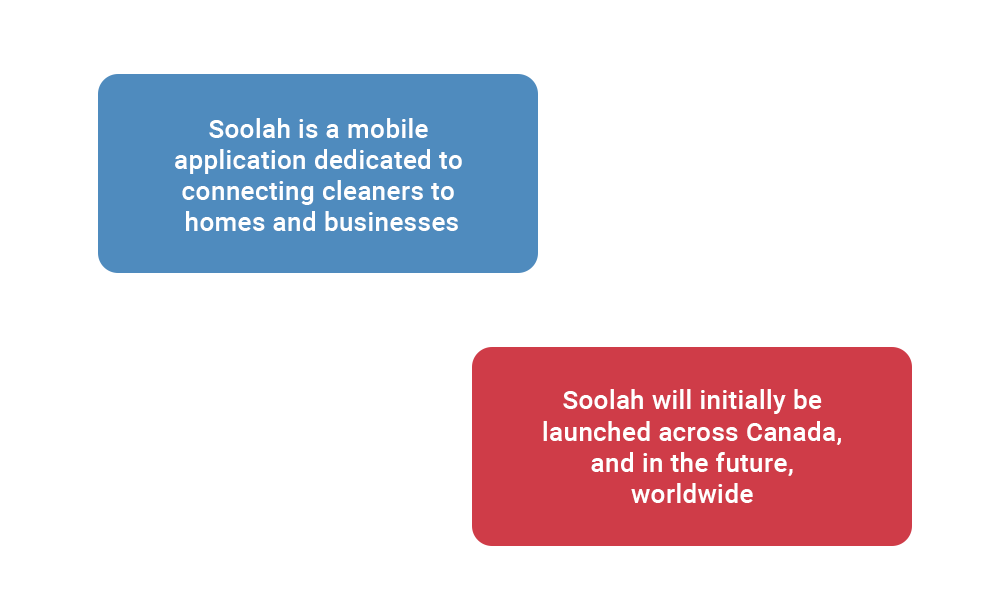 Soolah is a mobile
application dedicated to
connecting cleaners to
homes and businesses
Soolah will initially be
launched across Canada,
and in the future,
worldwide